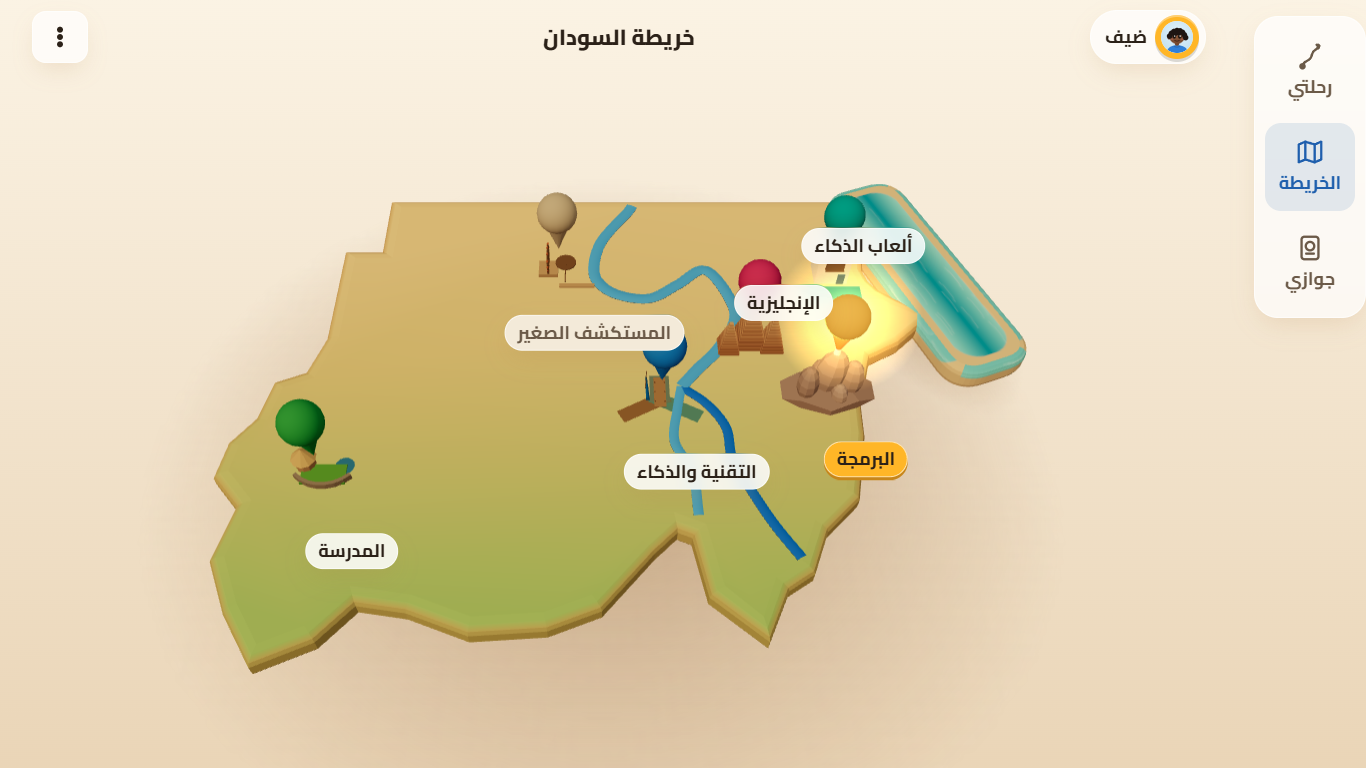 خريطة السودان
ضيف
رحلتي
الخريطة
جوازي
ألعاب الذكاء
الإنجليزية
المستكشف الصغير
البرمجة
التقنية والذكاء
المدرسة